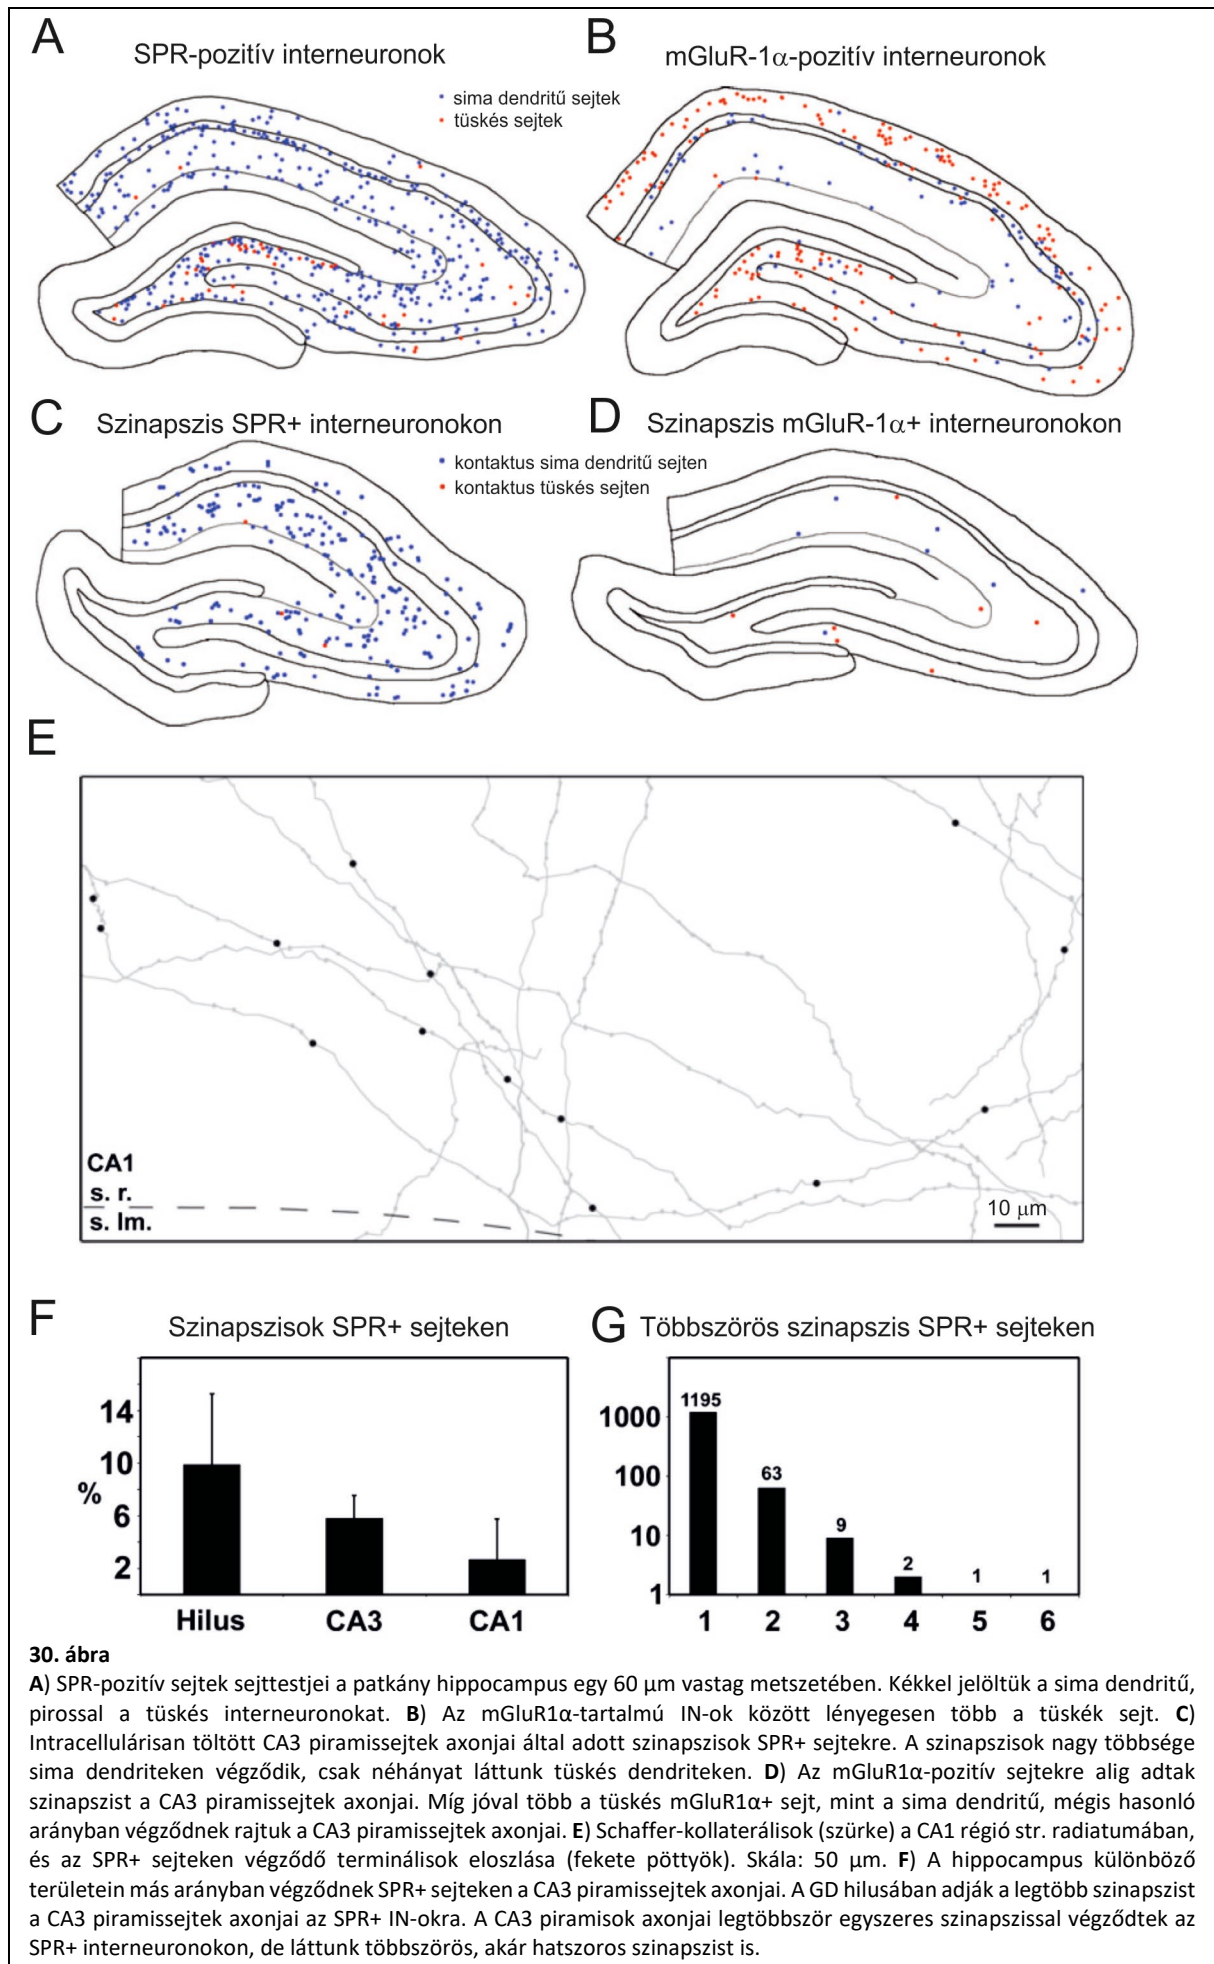 A
SPR-pozitív interneuronok
B
mGluR-1α-pozitív interneuronok
sima dendritű sejtek
tüskés sejtek
C
Szinapszis SPR+ interneuronokon
D
Szinapszis mGluR-1α+ interneuronokon
kontaktus sima dendritű sejten
kontaktus tüskés sejten
E
CA1
s. r.
s. lm.
10 µm
F
Szinapszisok SPR+ sejteken
14
10
%
6
2
Hilus CA3 CA1
G
Többszörös szinapszis SPR+ sejteken
1000
100
10
1
1195
63
9
2
1
1
1 2 3 4 5 6
30. ábra
A) SPR-pozitív sejtek sejttestjei a patkány hippocampus egy 60 µm vastag metszetében. Kékkel jelöltük a sima dendritű,
pirossal a tüskés interneuronokat. B) Az mGluR1α-tartalmú IN-ok között lényegesen több a tüskék sejt. C)
Intracellulárisan töltött CA3 piramissejtek axonjai által adott szinapszisok SPR+ sejtekre. A szinapszisok nagy többsége
sima dendriteken végződik, csak néhányat láttunk tüskés dendriteken. D) Az mGluR1α-pozitív sejtekre alig adtak
szinapszist a CA3 piramissejtek axonjai. Míg jóval több a tüskés mGluR1α+ sejt, mint a sima dendritű, mégis hasonló
arányban végződnek rajtuk a CA3 piramissejtek axonjai. E) Schaffer-kollaterálisok (szürke) a CA1 régió str. radiatumában,
és az SPR+ sejteken végződő terminálisok eloszlása (fekete pöttyök). Skála: 50 µm. F) A hippocampus különböző
területein más arányban végződnek SPR+ sejteken a CA3 piramissejtek axonjai. A GD hilusában adják a legtöbb szinapszist
a CA3 piramissejtek axonjai az SPR+ IN-okra. A CA3 piramisok axonjai legtöbbször egyszeres szinapszissal végződtek az
SPR+ interneuronokon, de láttunk többszörös, akár hatszoros szinapszist is.